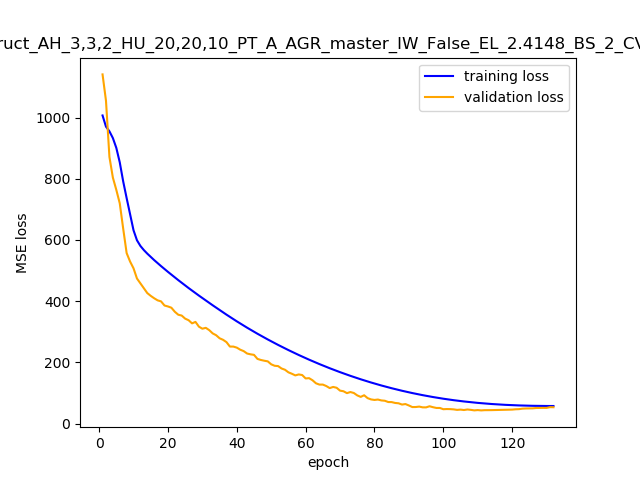 ruct_AH_3,3,2_HU_20,20,10_PT_A_AGR_master_IW_False_EL_2.4148_BS_2_CV
training loss
validation loss
MSE loss
1000
800
600
400
200
0
0 20 40 60 80 100 120
epoch